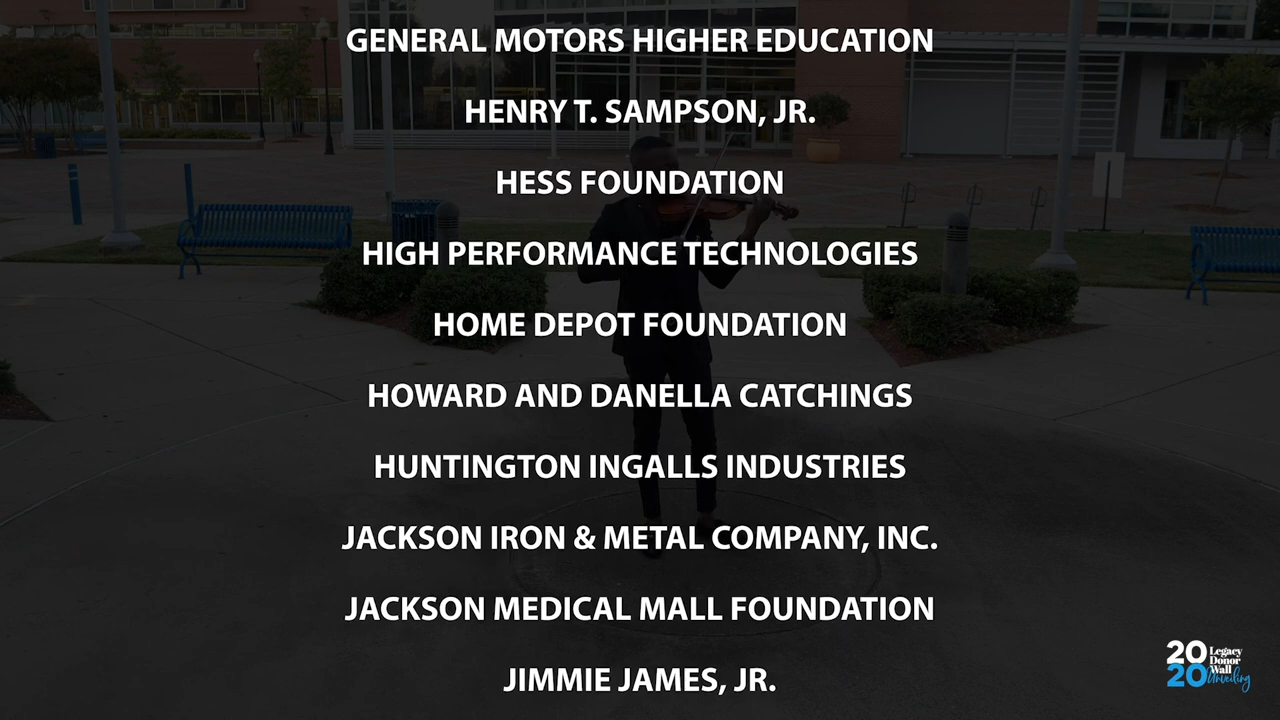 GENERAL MOTORS HIGHER EDUCATION
HENRY T. SAMPSON, JR.
HESS FOUNDATION
HIGH PERFORMANCE TECHNOLOGIES
HOME DEPOT FOUNDATION
HOWARD AND DANELLA CATCHINGS
HUNTINGTON INGALLS INDUSTRIES
JACKSON IRON & METAL COMPANY, INC.
JACKSON MEDICAL MALL FOUNDATION
JIMMIE JAMES, JR.
2020
Legacy
Donor
Wall
Unveiling